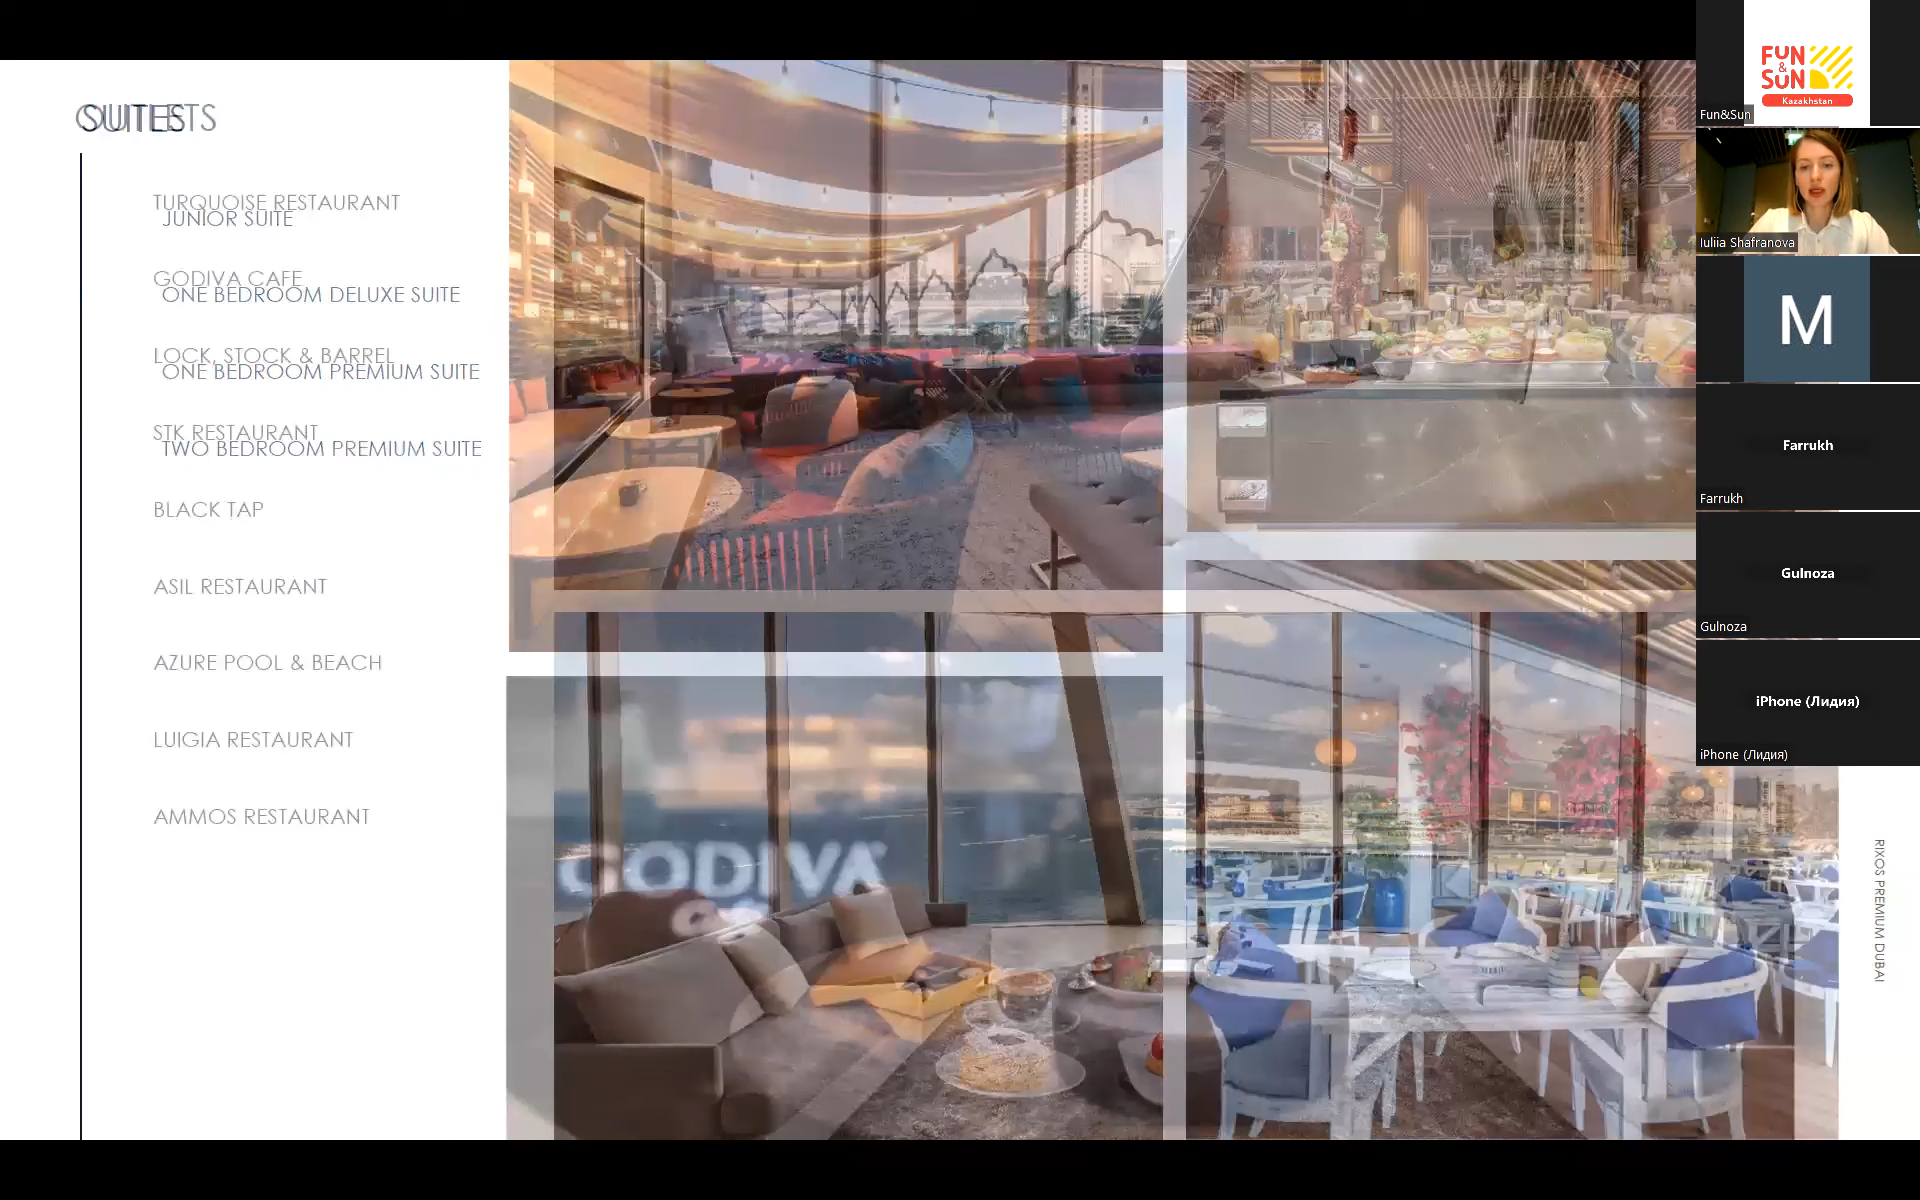 SUITES
OUTLETS
TURQUOISE RESTAURANT
JUNIOR SUITE
GODIVA CAFE
ONE BEDROOM DELUXE SUITE
LOCK, STOCK & BARREL
ONE BEDROOM PREMIUM SUITE
STK RESTAURANT
TWO BEDROOM PREMIUM SUITE
BLACK TAP
ASIL RESTAURANT
AZURE POOL & BEACH
LUIGIA RESTAURANT
AMMOS RESTAURANT
GODIVA
RIXOS PREMIUM DUBAI
FUN
&
SUN
Kazakhstan
Fun&Sun
Iuliia Shafranova
M
Farrukh
Farrukh
Gulnoza
Gulnoza
iPhone (Лидия)
iPhone (Лидия)